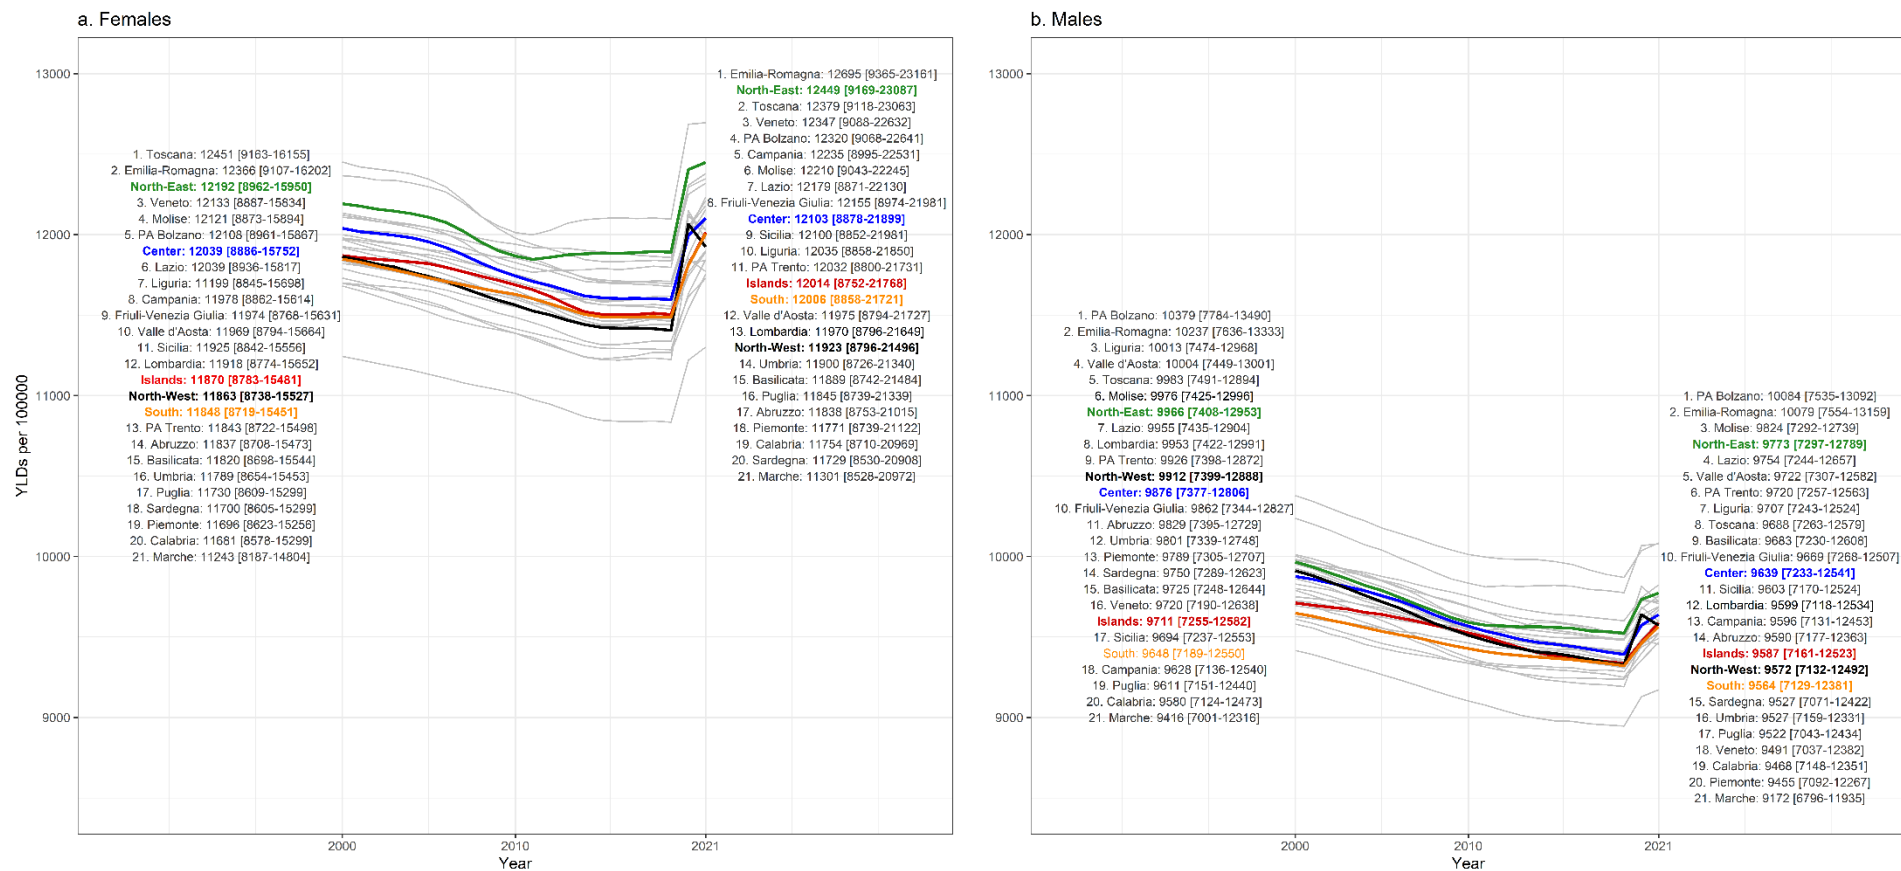 a. Females
YLDs per 100000
13000
12000
11000
10000
9000
1. Toscana: 12451 [9163-16155]
2. Emilia-Romagna: 12366 [9107-16202]
North-East: 12192 [8962-15950]
3. Veneto: 12133 [8887-15834]
4. Molise: 12121 [8873-15894]
5. PA Bolzano: 12108 [8961-15867]
Center: 12039 [8886-15752]
6. Lazio: 12039 [8936-15817]
7. Liguria: 11199 [8845-15698]
8. Campania: 11978 [8862-15614]
9. Friuli-Venezia Giulia: 11974 [8768-15631]
10. Valle d'Aosta: 11969 [8794-15664]
11. Sicilia: 11925 [8842-15556]
12. Lombardia: 11918 [8774-15652]
Islands: 11870 [8783-15481]
North-West: 11863 [8738-15527]
South: 11848 [8719-15451]
13. PA Trento: 11843 [8722-15498]
14. Abruzzo: 11837 [8708-15473]
15. Basilicata: 11820 [8698-15544]
16. Umbria: 11789 [8654-15453]
17. Puglia: 11730 [8609-15299]
18. Sardegna: 11700 [8605-15299]
19. Piemonte: 11696 [8623-15256]
20. Calabria: 11681 [8578-15299]
21. Marche: 11243 [8187-14804]
1. Emilia-Romagna: 12695 [9365-23161]
North-East: 12449 [9169-23087]
2. Toscana: 12379 [9118-23063]
3. Veneto: 12347 [9088-22632]
4. PA Bolzano: 12320 [9068-22641]
5. Campania: 12235 [8995-22531]
6. Molise: 12210 [9043-22245]
7. Lazio: 12179 [8871-22130]
8. Friuli-Venezia Giulia: 12155 [8974-21981]
Center: 12103 [8878-21899]
9. Sicilia: 12100 [8852-21981]
10. Liguria: 12035 [8858-21850]
11. PA Trento: 12032 [8800-21731]
Islands: 12014 [8752-21768]
South: 12006 [8858-21721]
12. Valle d'Aosta: 11975 [8794-21727]
13. Lombardia: 11970 [8796-21649]
North-West: 11923 [8796-21496]
14. Umbria: 11900 [8726-21340]
15. Basilicata: 11889 [8742-21484]
16. Puglia: 11845 [8739-21339]
17. Abruzzo: 11838 [8753-21015]
18. Piemonte: 11771 [8739-21122]
19. Calabria: 11754 [8710-20969]
20. Sardegna: 11729 [8530-20908]
21. Marche: 11301 [8528-20972]
2000
2010
2021
Year
b. Males
13000
12000
11000
10000
9000
1. PA Bolzano: 10379 [7784-13490]
2. Emilia-Romagna: 10237 [7636-13333]
3. Liguria: 10013 [7474-12968]
4. Valle d'Aosta: 10004 [7449-13001]
5. Toscana: 9983 [7491-12894]
6. Molise: 9976 [7425-12996]
North-East: 9966 [7408-12953]
7. Lazio: 9955 [7435-12904]
8. Lombardia: 9953 [7422-12991]
9. PA Trento: 9926 [7398-12872]
North-West: 9912 [7399-12888]
Center: 9876 [7377-12806]
10. Friuli-Venezia Giulia: 9862 [7344-12827]
11. Abruzzo: 9829 [7395-12729]
12. Umbria: 9801 [7339-12748]
13. Piemonte: 9789 [7305-12707]
14. Sardegna: 9750 [7289-12623]
15. Basilicata: 9725 [7248-12644]
16. Veneto: 9720 [7190-12638]
Islands: 9711 [7255-12582]
17. Sicilia: 9694 [7237-12553]
South: 9648 [7189-12550]
18. Campania: 9628 [7136-12540]
19. Puglia: 9611 [7151-12440]
20. Calabria: 9580 [7124-12473]
21. Marche: 9416 [7001-12316]
1. PA Bolzano: 10084 [7535-13092]
2. Emilia-Romagna: 10079 [7554-13159]
3. Molise: 9824 [7292-12739]
North-East: 9773 [7297-12789]
4. Lazio: 9754 [7244-12657]
5. Valle d'Aosta: 9722 [7307-12582]
6. PA Trento: 9720 [7257-12563]
7. Liguria: 9707 [7243-12524]
8. Toscana: 9688 [7263-12579]
9. Basilicata: 9683 [7230-12608]
10. Friuli-Venezia Giulia: 9669 [7268-12507]
Center: 9639 [7233-12541]
11. Sicilia: 9603 [7170-12524]
12. Lombardia: 9599 [7118-12534]
13. Campania: 9596 [7131-12453]
14. Abruzzo: 9590 [7177-12363]
Islands: 9587 [7161-12523]
North-West: 9572 [7132-12492]
South: 9564 [7129-12381]
15. Sardegna: 9527 [7071-12422]
16. Umbria: 9527 [7159-12331]
17. Puglia: 9522 [7043-12434]
18. Veneto: 9491 [7037-12382]
19. Calabria: 9468 [7148-12351]
20. Piemonte: 9455 [7092-12267]
21. Marche: 9172 [6796-11935]
2000
2010
2021
Year